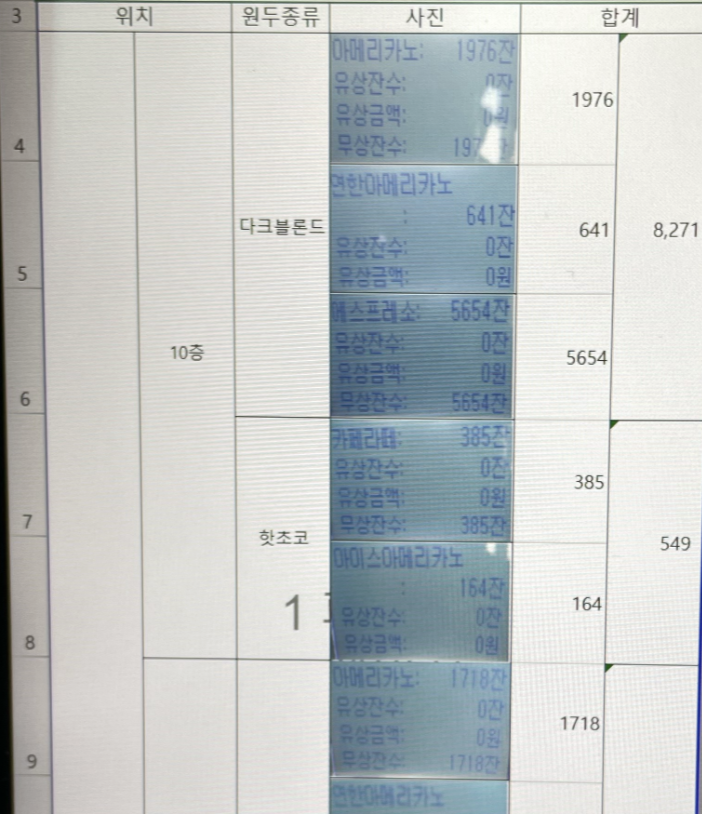 3 위치 원두종류 사진 합계
아메리카노: 1976잔
유상잔수: 0잔
유상금액: 0원
무상잔수:
1976
4
연한아메리카노
: 641잔
유상잔수: 0잔
유상금액: 0원
다크블론드
641
8,271
5
에스프레소: 5654잔
유상잔수: 0잔
유상금액: 0원
무상잔수: 5654잔
10층
5654
6
카페라떼: 385잔
유상잔수: 0잔
유상금액: 0원
무상잔수: 385잔
385
7
핫초코
549
아이스아메리카노
: 164잔
유상잔수: 0잔
유상금액: 0원
164
1
8
아메리카노: 1718잔
유상잔수: 0잔
유상금액: 0원
무상잔수: 1718잔
1718
9
연한아메리카노